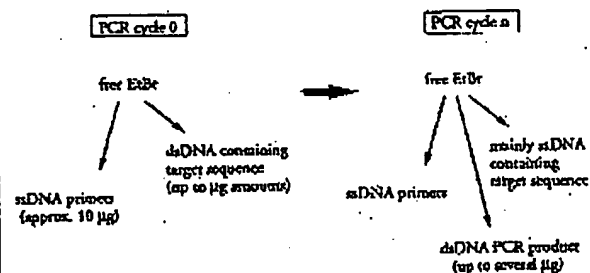 PCR cycle 0
free EtBr
ssDNA primers
(approx. 10 µg)
dsDNA containing
target sequence
(up to µg amounts)
PCR cycle n
free EtBr
ssDNA primers
mainly ssDNA
containing
target sequence
dsDNA PCR product
(up to several µg)